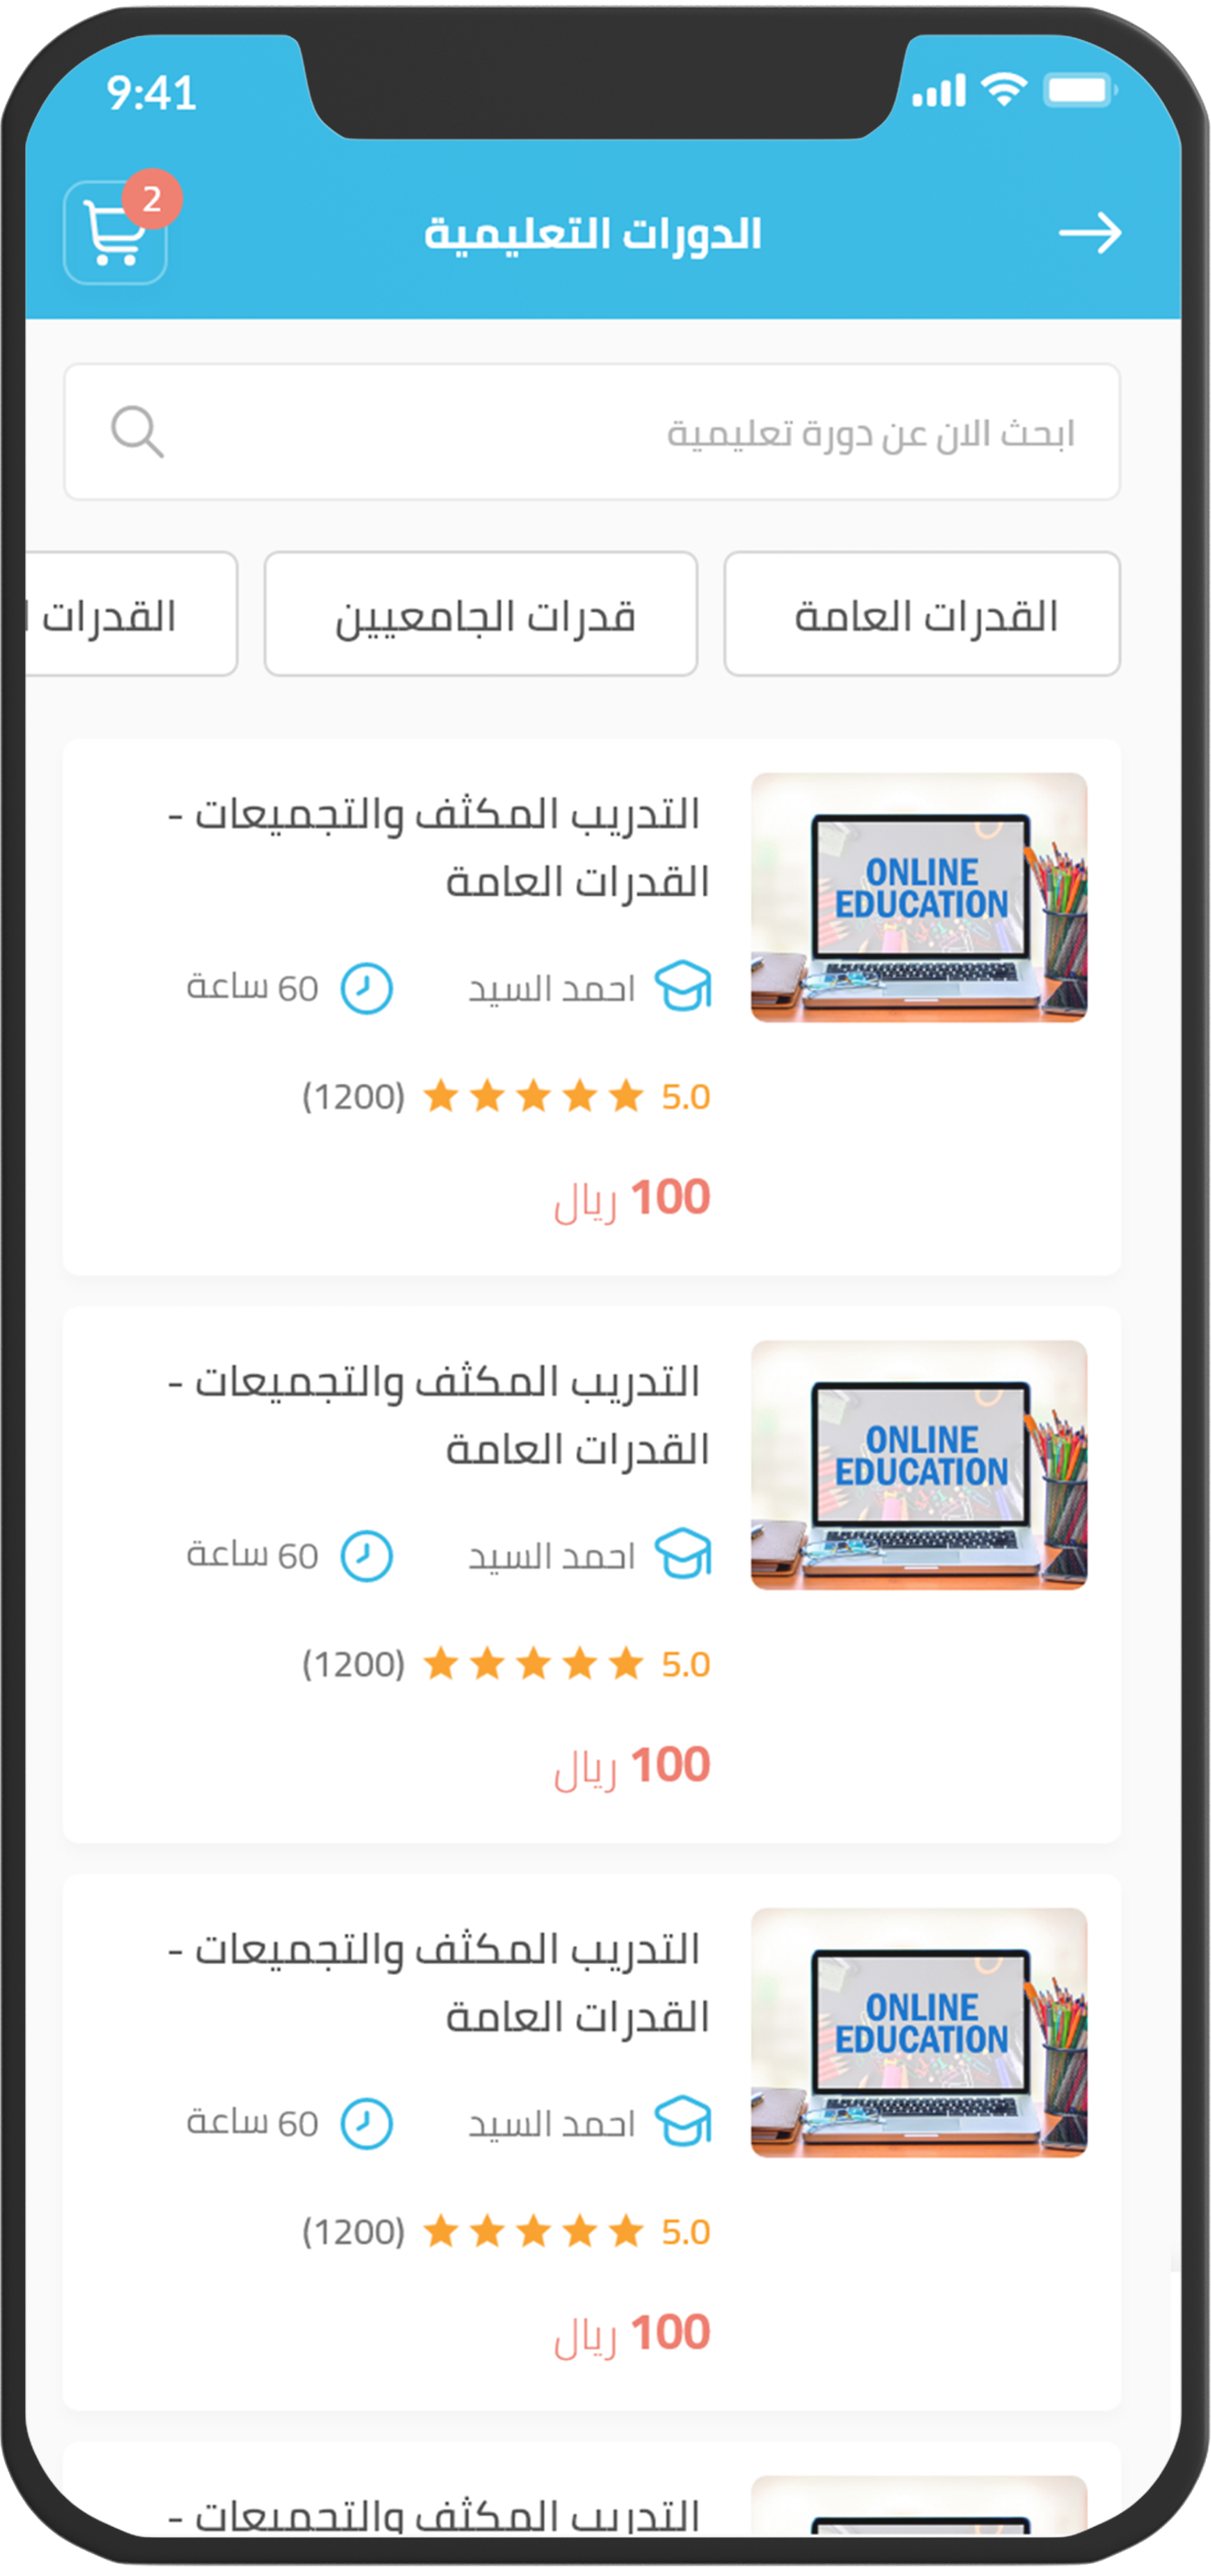 9:41
2
الدورات التعليمية
ابحث الان عن دورة تعليمية
القدرات العامة
قدرات الجامعيين
القدرات
ONLINE
EDUCATION
التدريب المكثف والتجميعات -
القدرات العامة
احمد السيد
60 ساعة
5.0 (1200)
100 ريال
ONLINE
EDUCATION
التدريب المكثف والتجميعات -
القدرات العامة
احمد السيد
60 ساعة
5.0 (1200)
100 ريال
ONLINE
EDUCATION
التدريب المكثف والتجميعات -
القدرات العامة
احمد السيد
60 ساعة
5.0 (1200)
100 ريال
التدريب المكثف والتجميعات -